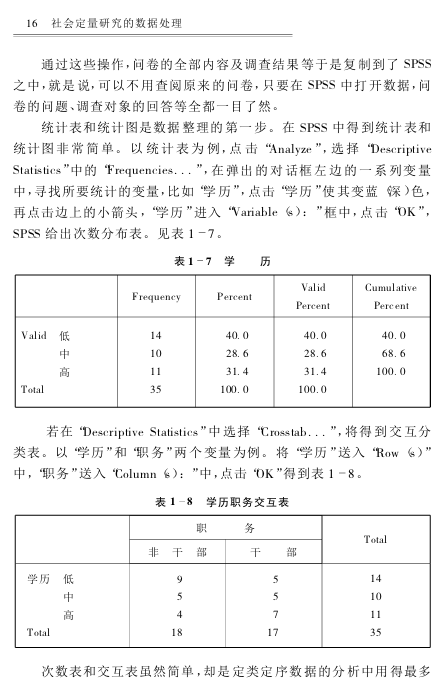 16 社会定量研究的数据处理
通过这些操作,问卷的全部内容及调查结果等于是复制到了 SPSS
之中,就是说,可以不用查阅原来的问卷,只要在 SPSS 中打开数据,问
卷的问题、调查对象的回答等全都一目了然。
统计表和统计图是数据整理的第一步。在 SPSS 中得到统计表和
统计图非常简单。以统计表为例,点击“Analyze”,选择“Descriptive
Statistics”中的“Frequencies...”,在弹出的对话框左边的一系列变量
中,寻找所要统计的变量,比如“学历”,点击“学历”使其变蓝(深)色,
再点击边上的小箭头,“学历”进入“Variable(s):”框中,点击“OK”,
SPSS 给出次数分布表。见表 1-7。
表 1-7 学 历
Frequency Percent Valid Percent Cumulative Percent
Valid 低 14 40.0 40.0 40.0
中 10 28.6 28.6 68.6
高 11 31.4 31.4 100.0
Total 35 100.0 100.0
若在“Descriptive Statistics”中选择“Crosstab...”,将得到交互分
类表。以“学历”和“职务”两个变量为例。将“学历”送入“Row(s)”
中,“职务”送入“Column(s):”中,点击“OK”得到表 1-8。
表 1-8 学历职务交互表
职 务 Total
非 干 部 干 部
学历 低 9 5 14
中 5 5 10
高 4 7 11
Total 18 17 35
次数表和交互表虽然简单,却是定类定序数据的分析中用得最多